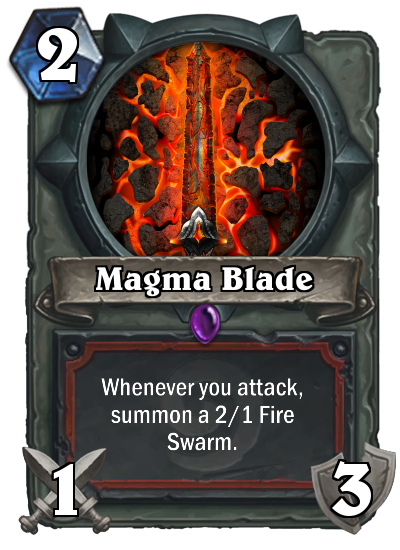 2
Magma Blade
Whenever you attack,
summon a 2/1 Fire
Swarm.
1
3